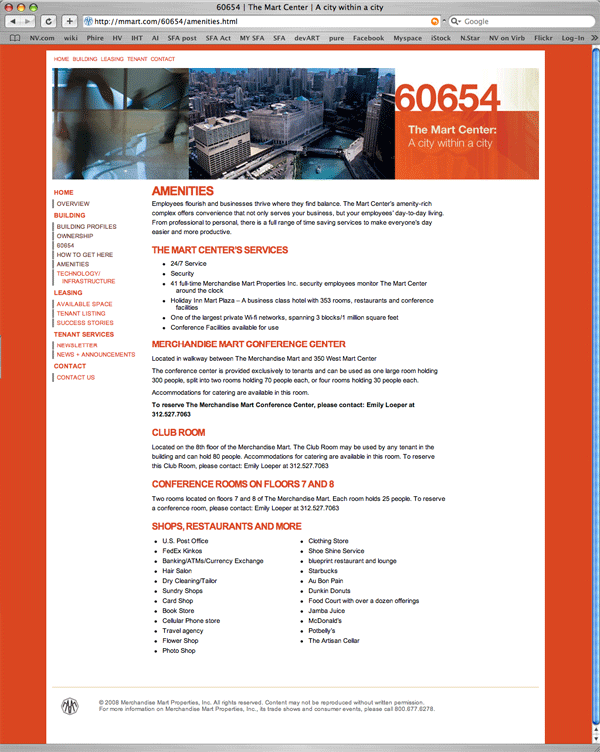 60654 | The Mart Center | A city within a city
http://mmart.com/60654/amenities.html
Google
NV.com wiki Phire HV IHT AI SFA post SFA Act MY SFA SFA devART pure Facebook Myspace iStock N.Star NV on Virb Flickr Log-In
HOME BUILDING LEASING TENANT CONTACT
60654
The Mart Center:
A city within a city
HOME
OVERVIEW
BUILDING
BUILDING PROFILES
OWNERSHIP
60654
HOW TO GET HERE
AMENITIES
TECHNOLOGY/
INFRASTRUCTURE
LEASING
AVAILABLE SPACE
TENANT LISTING
SUCCESS STORIES
TENANT SERVICES
NEWSLETTER
NEWS + ANNOUNCEMENTS
CONTACT
CONTACT US
AMENITIES
Employees flourish and businesses thrive where they find balance. The Mart Center's amenity-rich
complex offers convenience that not only serves your business, but your employees' day-to-day living.
From professional to personal, there is a full range of time saving services to make everyone's day
easier and more productive.
THE MART CENTER'S SERVICES
24/7 Service
Security
41 full-time Merchandise Mart Properties Inc. security employees monitor The Mart Center
around the clock
Holiday Inn Mart Plaza – A business class hotel with 353 rooms, restaurants and conference
facilities
One of the largest private Wi-fi networks, spanning 3 blocks/1 million square feet
Conference Facilities available for use
MERCHANDISE MART CONFERENCE CENTER
Located in walkway between The Merchandise Mart and 350 West Mart Center
The conference center is provided exclusively to tenants and can be used as one large room holding
300 people, split into two rooms holding 70 people each, or four rooms holding 30 people each.
Accommodations for catering are available in this room.
To reserve The Merchandise Mart Conference Center, please contact: Emily Loeper at
312.527.7063
CLUB ROOM
Located on the 8th floor of the Merchandise Mart. The Club Room may be used by any tenant in the
building and can hold 80 people. Accommodations for catering are available in this room. To reserve
this Club Room, please contact: Emily Loeper at 312.527.7063
CONFERENCE ROOMS ON FLOORS 7 AND 8
Two rooms located on floors 7 and 8 of The Merchandise Mart. Each room holds 25 people. To reserve
a conference room, please contact: Emily Loeper at 312.527.7063
SHOPS, RESTAURANTS AND MORE
U.S. Post Office
FedEx Kinkos
Banking/ATMs/Currency Exchange
Hair Salon
Dry Cleaning/Tailor
Sundry Shops
Card Shop
Book Store
Cellular Phone store
Travel agency
Flower Shop
Photo Shop
Clothing Store
Shoe Shine Service
blueprint restaurant and lounge
Starbucks
Au Bon Pain
Dunkin Donuts
Food Court with over a dozen offerings
Jamba Juice
McDonald's
Potbelly's
The Artisan Cellar
© 2008 Merchandise Mart Properties, Inc. All rights reserved. Content may not be reproduced without written permission.
For more information on Merchandise Mart Properties, Inc., its trade shows and consumer events, please call 800.677.6278.